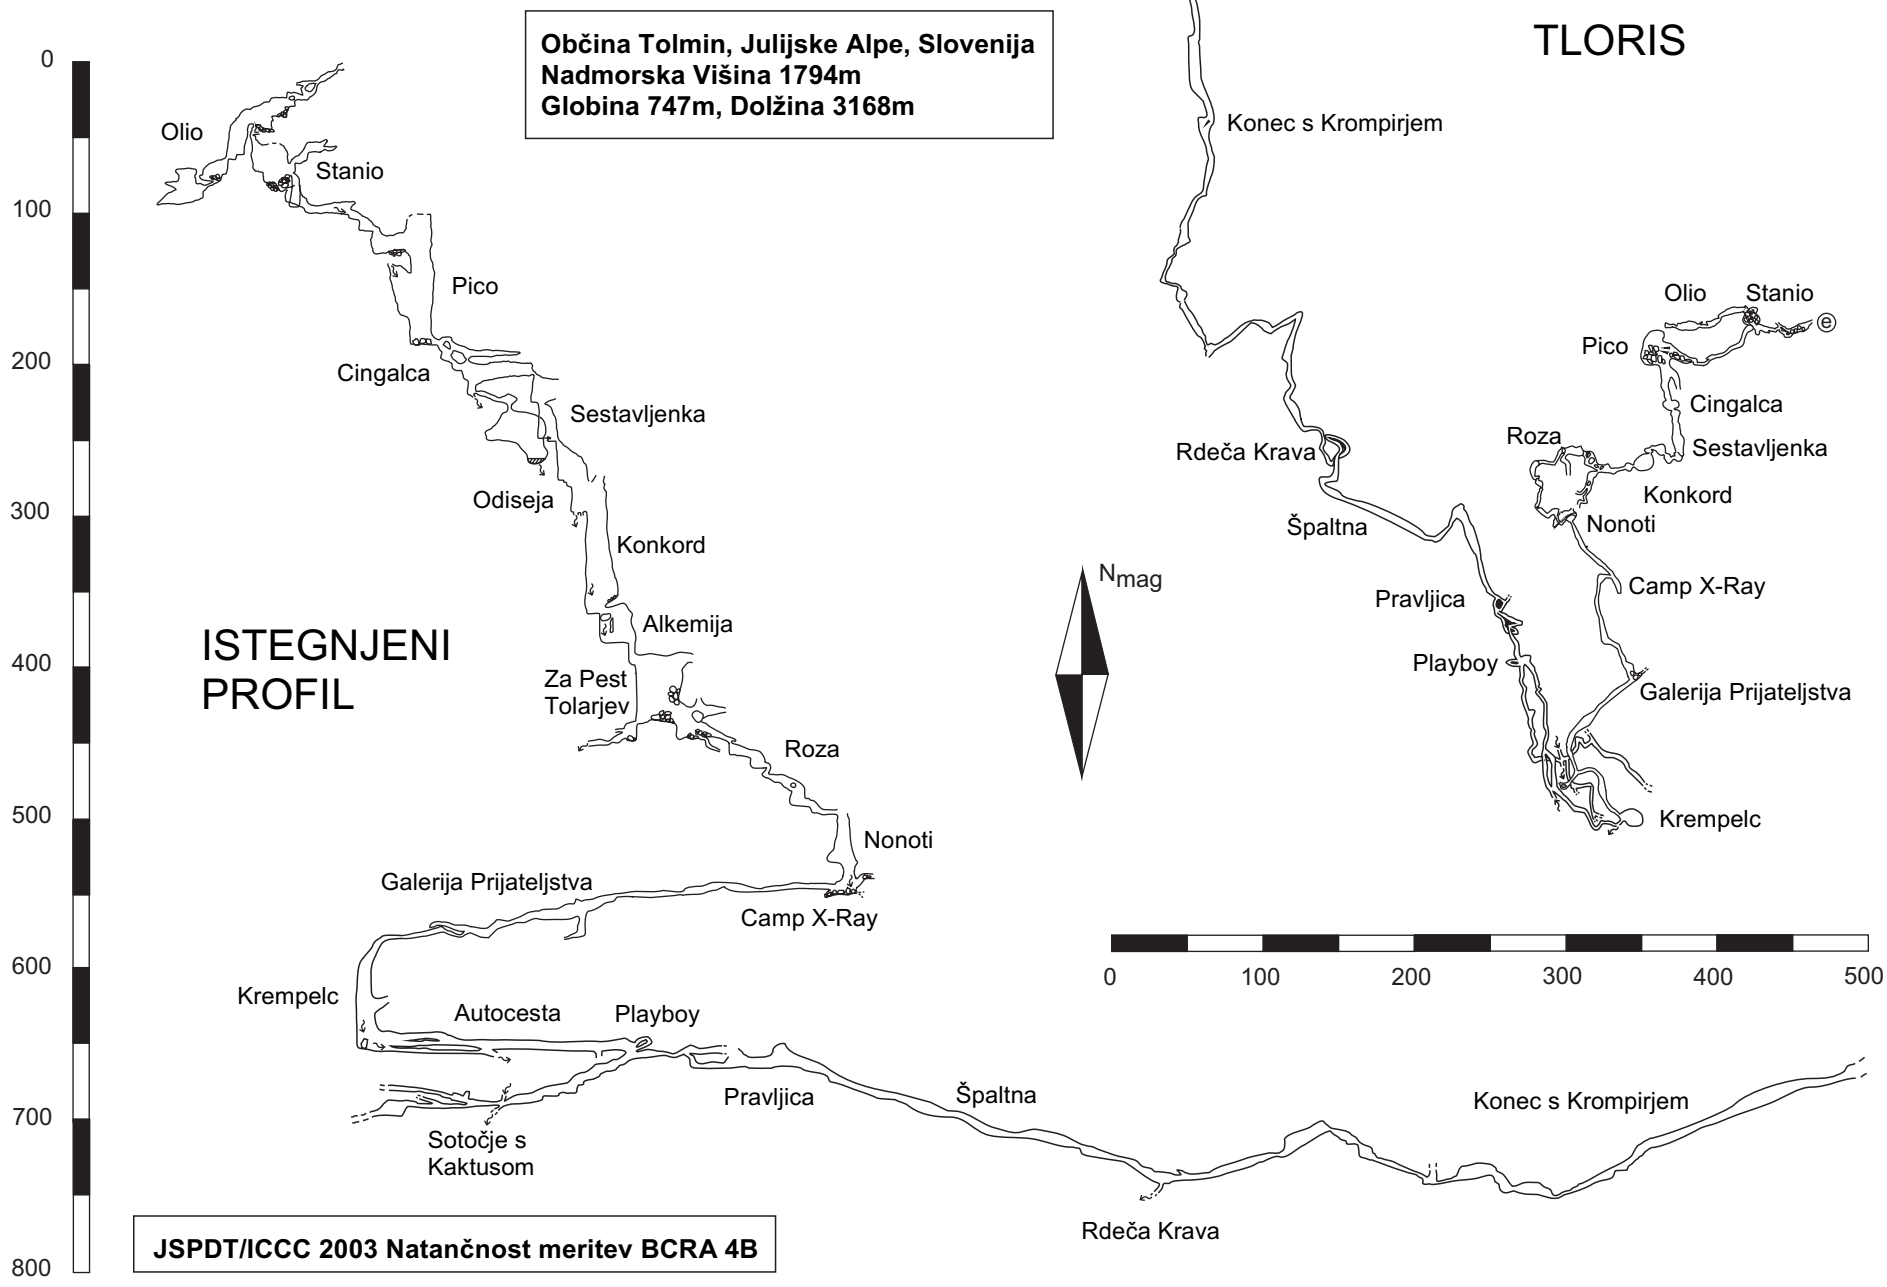 Občina Tolmin, Julijske Alpe, Slovenija
Nadmorska Višina 1794m
Globina 747m, Dolžina 3168m
TLORIS
0
100
200
300
400
500
600
700
800
Olio
Stanio
Pico
Cingalca
Sestavljenka
Odiseja
Konkord
Alkemija
ISTEGNJENI
PROFIL
Za Pest
Tolarjev
Roza
Nonoti
Galerija Prijateljstva
Camp X-Ray
Krempelc
Autocesta
Playboy
Pravljica
Špaltna
Konec s Krompirjem
Sotočje s
Kaktusom
Rdeča Krava
JSPDT/ICCC 2003 Natančnost meritev BCRA 4B
Konec s Krompirjem
Olio
Stanio
e
Pico
Cingalca
Roza
Sestavljenka
Rdeča Krava
Konkord
Nonoti
Špaltna
Nmag
Camp X-Ray
Pravljica
Playboy
Galerija Prijateljstva
Krempelc
0
100
200
300
400
500